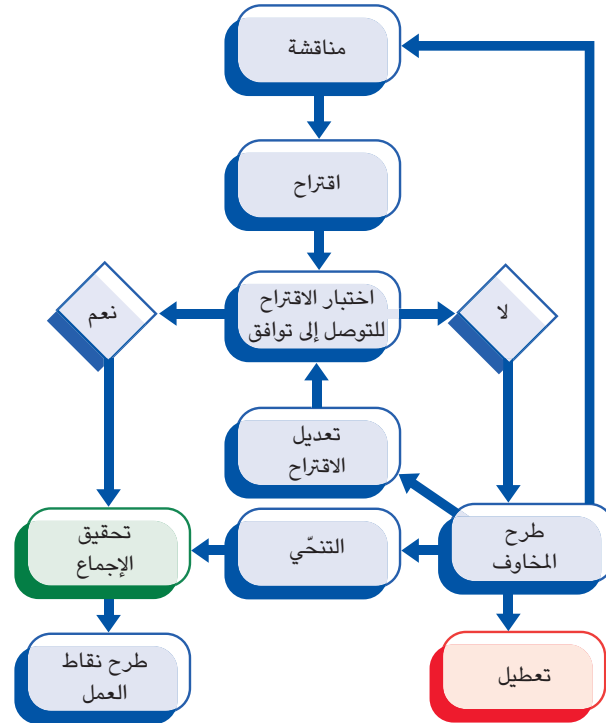 مناقشة
اقتراح
اختبار الاقتراح
للتوصل إلى توافق
لا
نعم
تعديل
الاقتراح
طرح
المخاوف
التنحّي
تحقيق
الإجماع
تعطيل
طرح نقاط
العمل